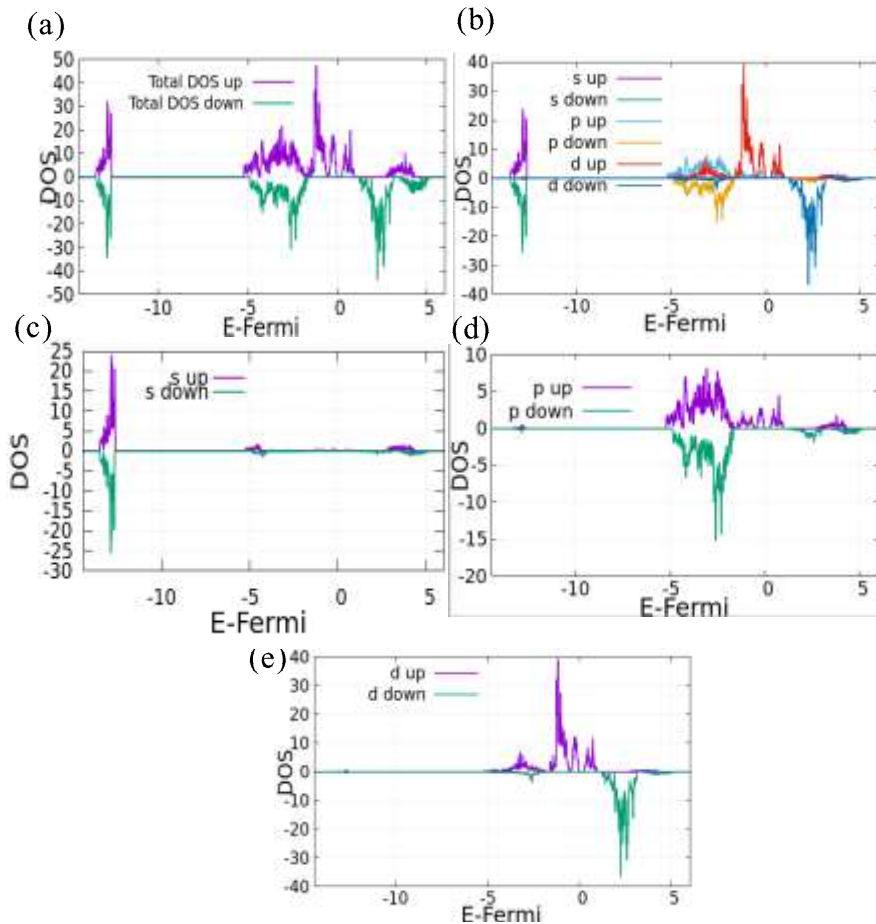 (a)
50
40
30
20
10
0
-10
-20
-30
-40
-50
DOS
Total DOS up
Total DOS down
-10 -5 0 5
E-Fermi
(b)
40
30
20
10
0
-10
-20
-30
-40
DOS
s up
s down
p up
p down
d up
d down
-10 -5 0 5
E-Fermi
(c)
25
20
15
10
5
0
-5
-10
-15
-20
-25
-30
DOS
s up
s down
-10 -5 0 5
E-Fermi
(d)
10
5
0
-5
-10
-15
-20
DOS
p up
p down
-10 -5 0 5
E-Fermi
(e)
40
30
20
10
0
-10
-20
-30
-40
DOS
d up
d down
-10 -5 0 5
E-Fermi